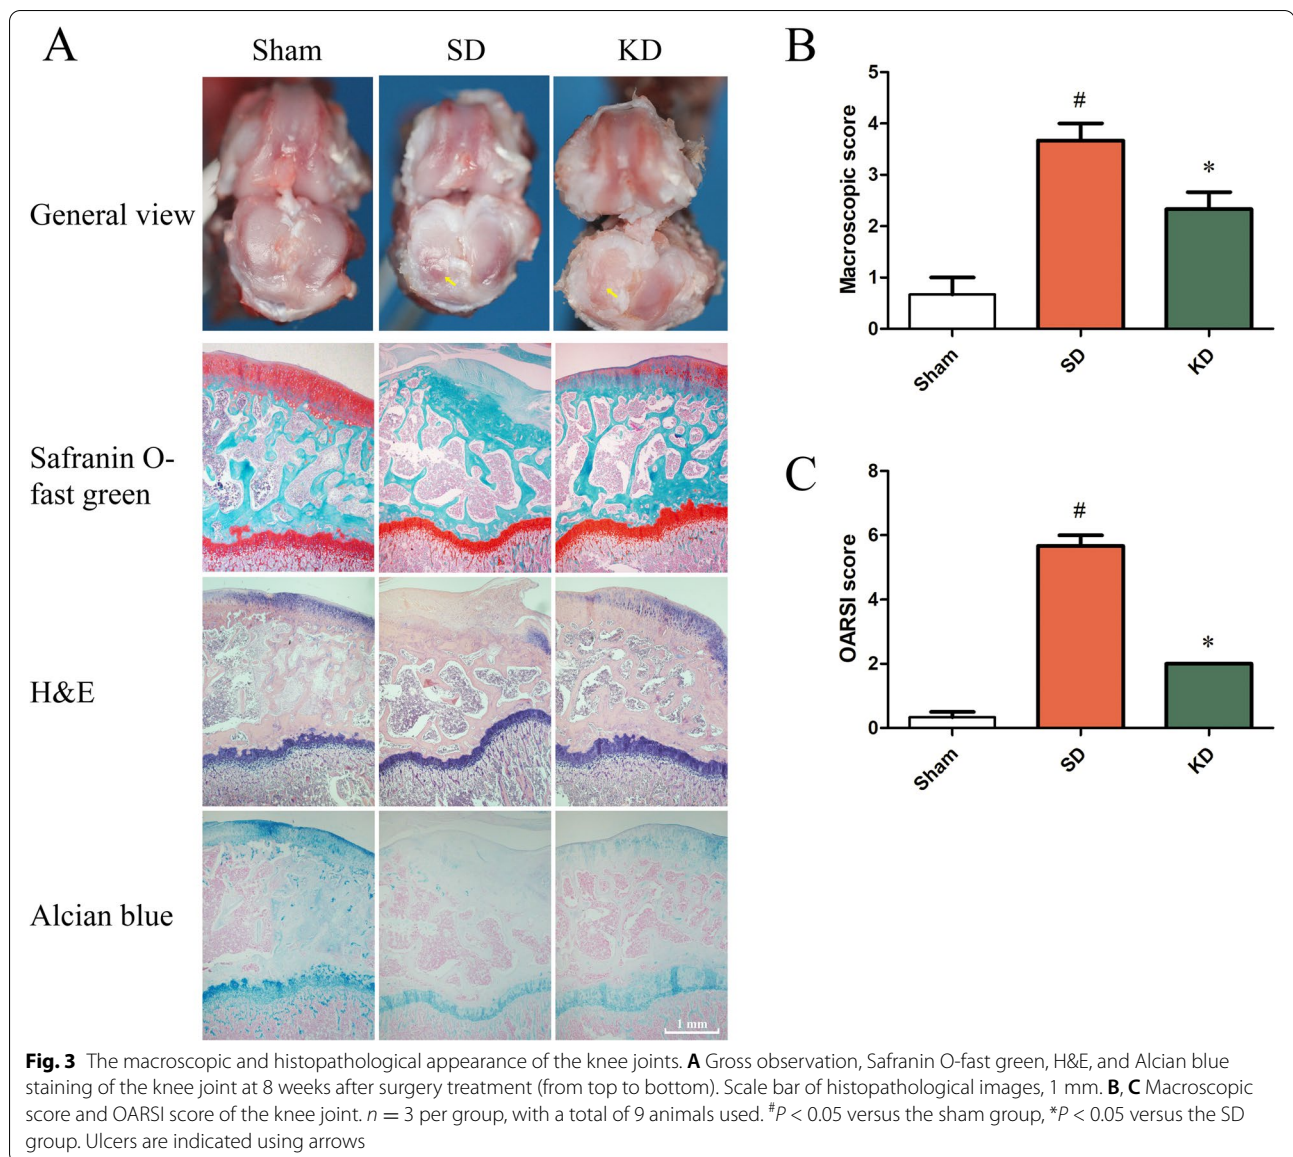 A
Sham
SD
KD
General view
Safranin O-
fast green
H&E
Alcian blue
1 mm
B
Macroscopic score
5
4
3
2
1
0
#
*
Sham
SD
KD
C
OARSI score
8
6
4
2
0
#
*
Sham
SD
KD
Fig. 3 The macroscopic and histopathological appearance of the knee joints. A Gross observation, Safranin O-fast green, H&E, and Alcian blue
staining of the knee joint at 8 weeks after surgery treatment (from top to bottom). Scale bar of histopathological images, 1 mm. B, C Macroscopic
score and OARSI score of the knee joint. n = 3 per group, with a total of 9 animals used. #P < 0.05 versus the sham group, *P < 0.05 versus the SD
group. Ulcers are indicated using arrows